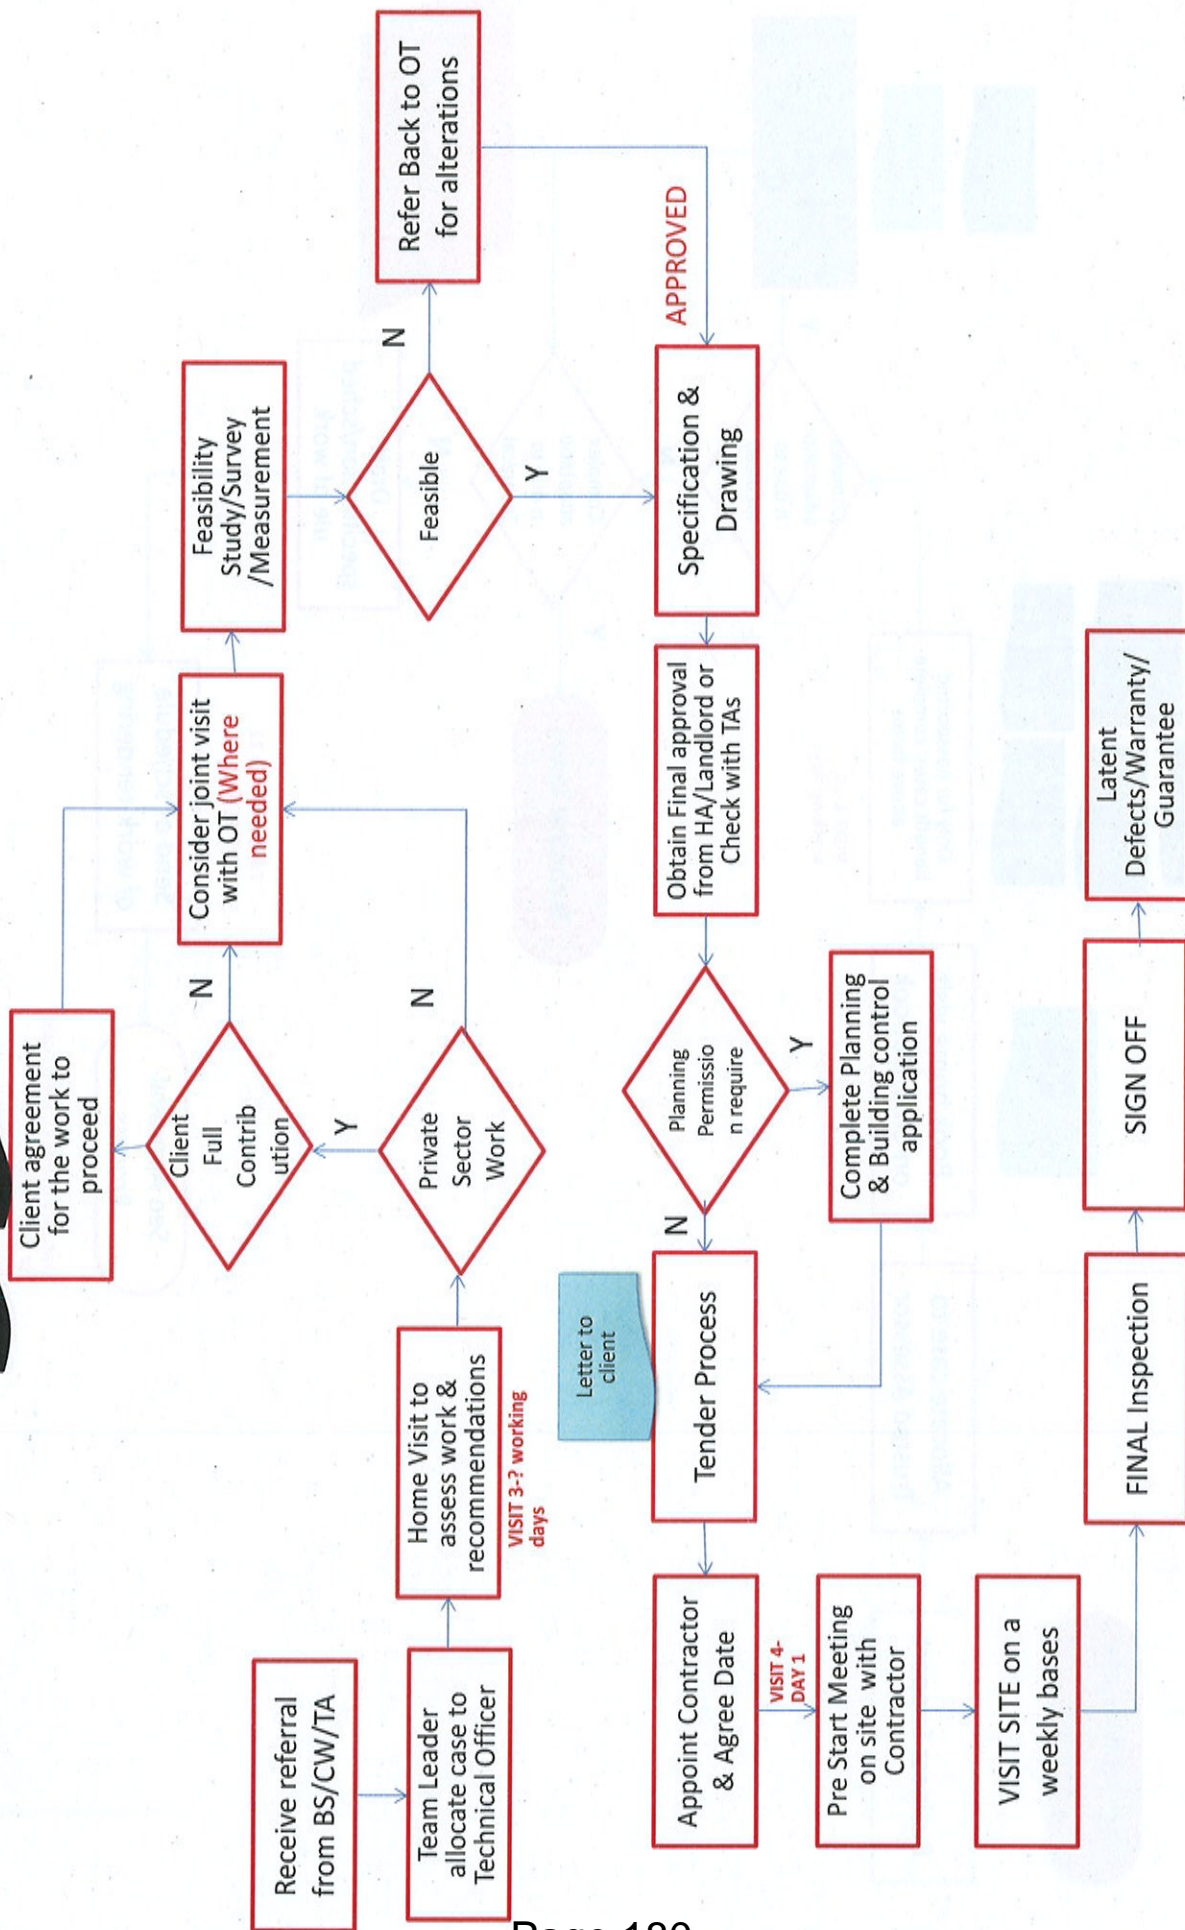 Receive referral
from BS/CW/TA
Team Leader
allocate case to
Technical Officer
Home Visit to
assess work &
recommendations
VISIT 3-? working
days
Private
Sector
Work
Y
N
Client
Full
Contrib
ution
N
Client agreement
for the work to
proceed
Consider joint visit
with OT (Where
needed)
Feasibility
Study/Survey
/Measurement
Feasible
N
Y
Refer Back to OT
for alterations
APPROVED
Specification &
Drawing
Obtain Final approval
from HA/Landlord or
Check with TAs
Planning
Permissio
n require
Y
N
Complete Planning
& Building control
application
Letter to
client
Tender Process
Appoint Contractor
& Agree Date
VISIT 4-
DAY 1
Pre Start Meeting
on site with
Contractor
VISIT SITE on a
weekly bases
FINAL Inspection
SIGN OFF
Latent
Defects/Warranty/
Guarantee